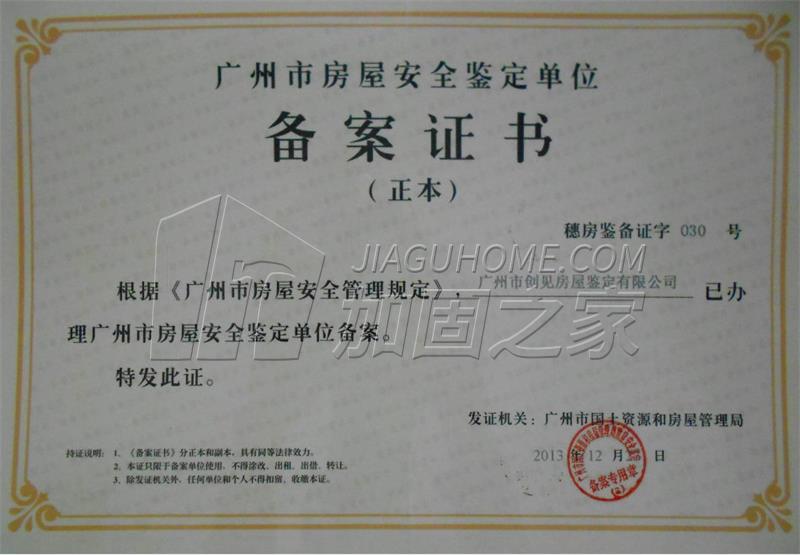 广州市房屋安全鉴定单位
备案证书
（正本）
穗房鉴备证字 030 号
JIAGUHOME.COM
加固之家
根据《广州市房屋安全管理规定》，广州市创见房屋鉴定有限公司 已办
理广州市房屋安全鉴定单位备案。
特发此证。
发证机关：广州市国土资源和房屋管理局
2013 年 12 月 日
备案专用章
(2)
持证说明： 1、《备案证书》分正本和副本，具有同等法律效力。
2、本证只限于备案单位使用，不得涂改、出租、出借、转让。
3、除发证机关外，任何单位和个人不得扣留、收缴本证。